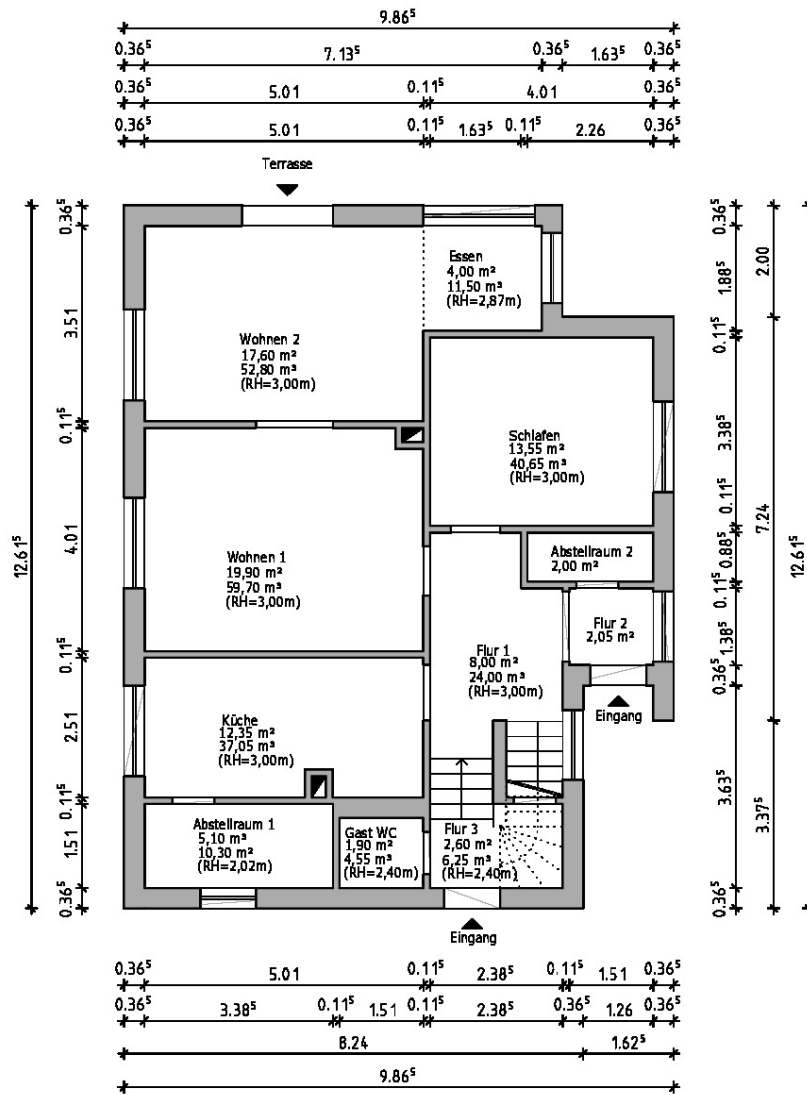 9.86⁵
0.36⁵ 7.13⁵ 0.36⁵ 1.63⁵ 0.36⁵
0.36⁵ 5.01 0.11⁵ 4.01 0.36⁵
0.36⁵ 5.01 0.11⁵ 1.63⁵ 0.11⁵ 2.26 0.36⁵
Terrasse
Essen
4,00 m²
11,50 m³
(RH=2,87m)
Wohnen 2
17,60 m²
52,80 m³
(RH=3,00m)
Schlafen
13,55 m²
40,65 m³
(RH=3,00m)
Wohnen 1
19,90 m²
59,70 m³
(RH=3,00m)
Abstellraum 2
2,00 m²
Flur 2
2,05 m²
Flur 1
8,00 m²
24,00 m³
(RH=3,00m)
Eingang
Küche
12,35 m²
37,05 m³
(RH=3,00m)
Abstellraum 1
5,10 m³
10,30 m³
(RH=2,02m)
Gast WC
1,90 m²
4,55 m³
(RH=2,40m)
Flur 3
2,60 m²
6,25 m³
(RH=2,40m)
Eingang
12.61⁵
0.36⁵ 1.51 0.11⁵ 2.51 0.11⁵ 4.01 0.11⁵ 3.51 0.36⁵
0.36⁵ 3.63⁵ 0.36⁵ 1.38⁵ 0.11⁵ 0.88⁵ 0.11⁵ 3.38⁵ 0.11⁵ 1.88⁵ 0.36⁵
3.37⁵ 7.24 2.00
12.61⁵
0.36⁵ 5.01 0.11⁵ 2.38⁵ 0.11⁵ 1.51 0.36⁵
0.36⁵ 3.38⁵ 0.11⁵ 1.51 0.11⁵ 2.38⁵ 0.36⁵ 1.26 0.36⁵
8.24 1.62⁵
9.86⁵